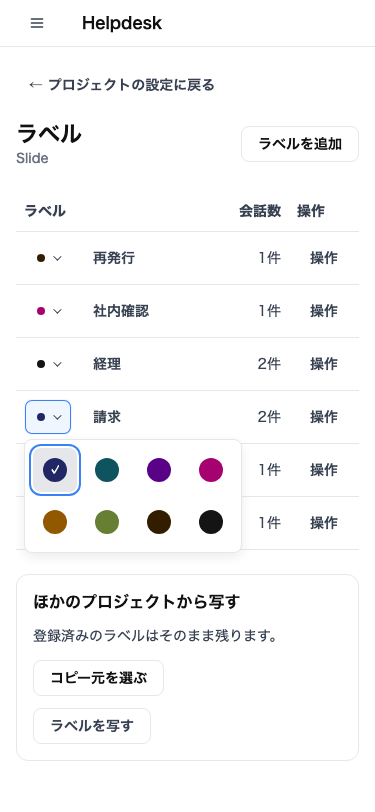 Helpdesk
← プロジェクトの設定に戻る
ラベル
Slide
ラベルを追加
ラベル 会話数 操作
再発行 1件 操作
社内確認 1件 操作
経理 2件 操作
請求 2件 操作
1件 操作
1件 操作
ほかのプロジェクトから写す
登録済みのラベルはそのまま残ります。
コピー元を選ぶ
ラベルを写す